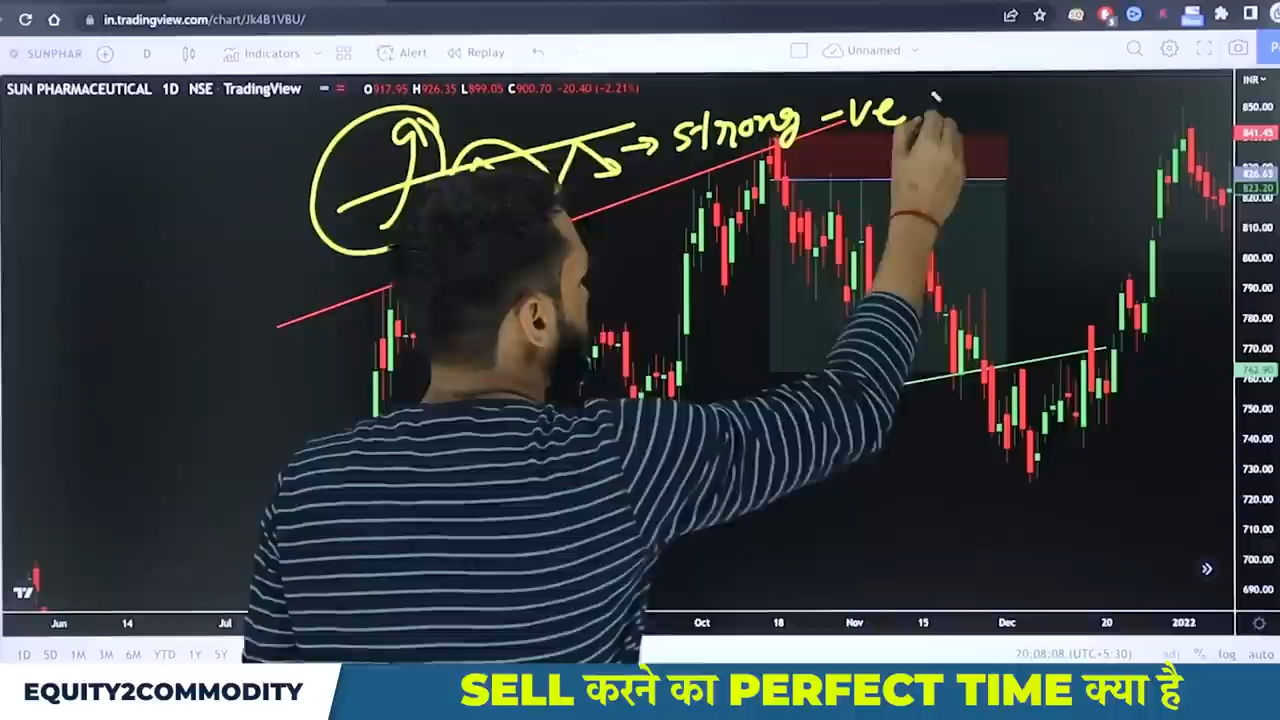 in.tradingview.com/chart/Jk4B1VBU/
SUNPHAR D Indicators Alert Replay Unnamed
SUN PHARMACEUTICAL 1D NSE TradingView O917.95 H926.35 L899.05 C900.70 -20.40 (-2.21%)
INR
strong -ve
850.00
841.45
826.65
823.20
820.00
810.00
800.00
790.00
780.00
770.00
762.90
760.00
750.00
740.00
730.00
720.00
710.00
700.00
690.00
Jun 14 Jul Oct 18 Nov 15 Dec 20 2022
1D 5D 1M 3M 6M YTD 1Y 5Y 20:08:08 (UTC+5:30) adj % log auto
EQUITY2COMMODITY
SELL करने का PERFECT TIME क्या है